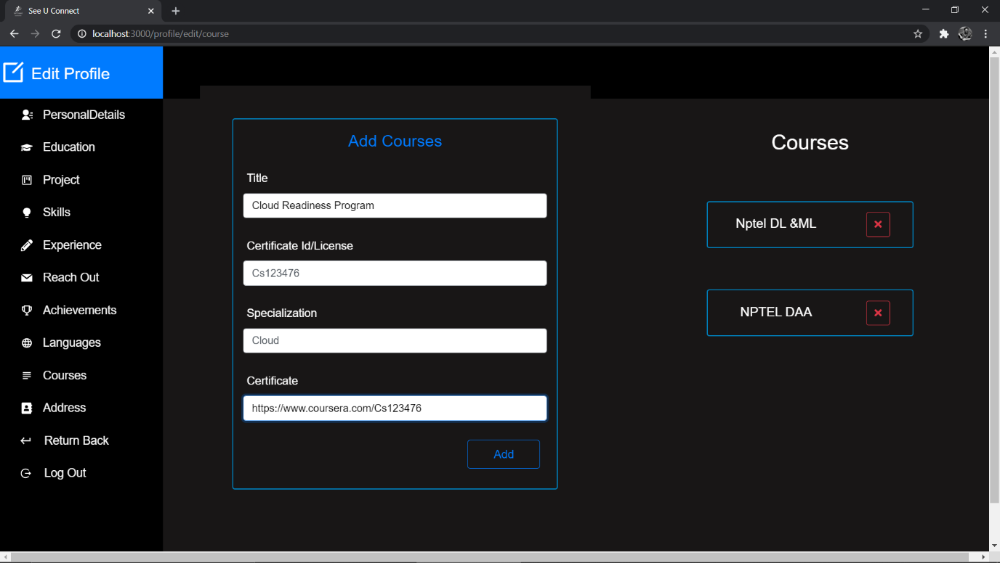 See U Connect
localhost:3000/profile/edit/course
Edit Profile
PersonalDetails
Education
Project
Skills
Experience
Reach Out
Achievements
Languages
Courses
Address
Return Back
Log Out
Add Courses
Title
Cloud Readiness Program
Certificate Id/License
Cs123476
Specialization
Cloud
Certificate
https://www.coursera.com/Cs123476
Add
Courses
Nptel DL &ML
NPTEL DAA